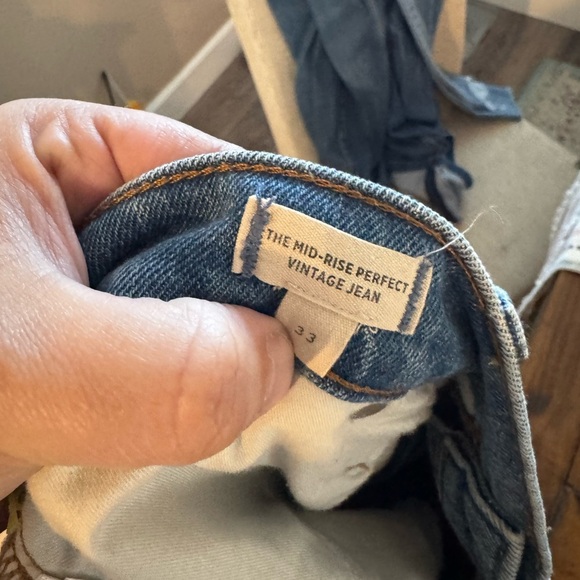 THE MID-RISE PERFECT
VINTAGE JEAN
33